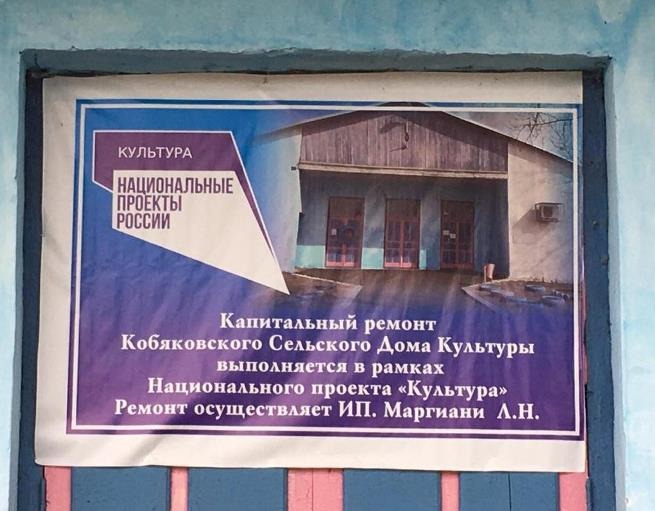 КУЛЬТУРА
НАЦИОНАЛЬНЫЕ
ПРОЕКТЫ
РОССИИ
Капитальный ремонт
Кобяковского Сельского Дома Культуры
выполняется в рамках
Национального проекта «Культура»
Ремонт осуществляет ИП. Маргиани Л.Н.